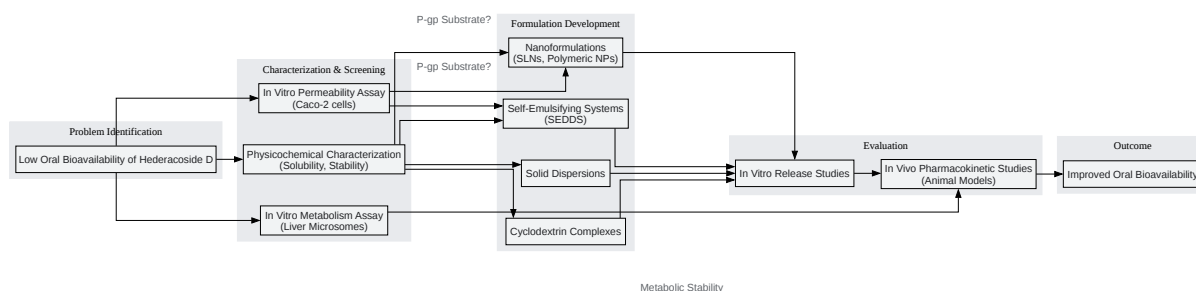 P-gp Substrate?
Formulation Development
Nanoformulations
(SLNs, Polymeric NPs)
P-gp Substrate?
Characterization & Screening
In Vitro Permeability Assay
(Caco-2 cells)
Self-Emulsifying Systems
(SEDDS)
Problem Identification
Low Oral Bioavailability of Hederacoside D
Physicochemical Characterization
(Solubility, Stability)
Solid Dispersions
Evaluation
In Vitro Release Studies
In Vivo Pharmacokinetic Studies
(Animal Models)
Outcome
Improved Oral Bioavailability
In Vitro Metabolism Assay
(Liver Microsomes)
Cyclodextrin Complexes
Metabolic Stability